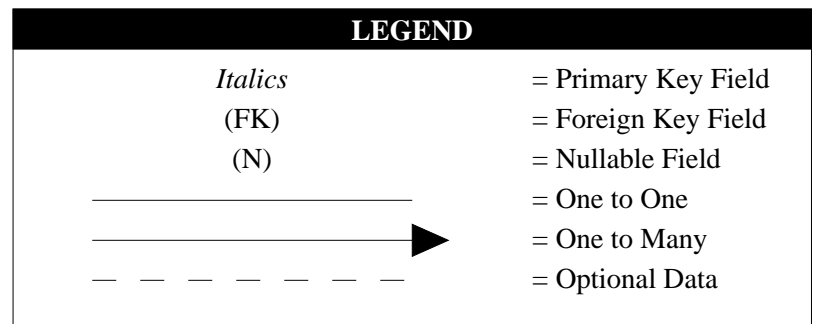 LEGEND
Italics = Primary Key Field
(FK) = Foreign Key Field
(N) = Nullable Field
= One to One
= One to Many
= Optional Data